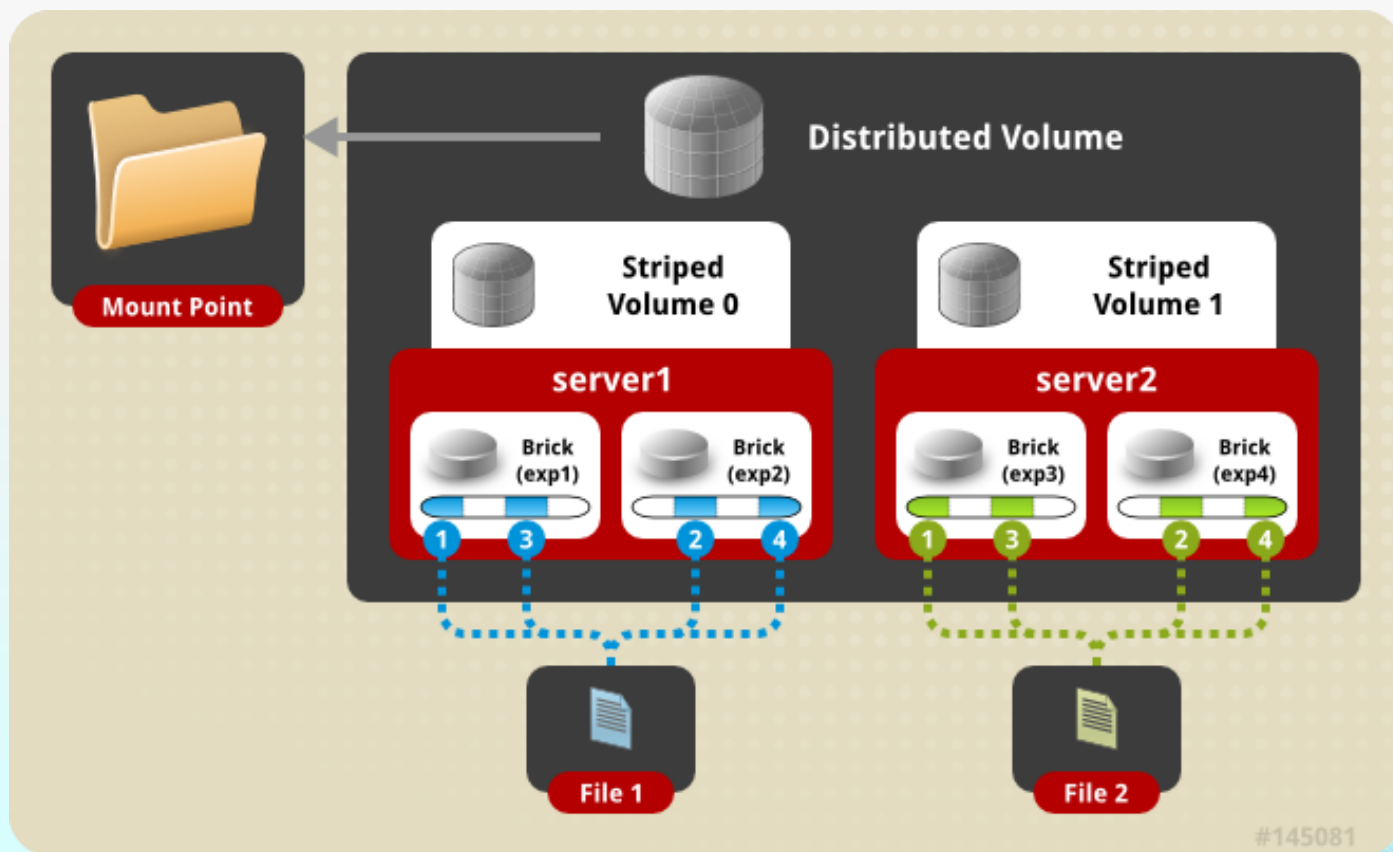 Distributed Volume
Mount Point
Striped
Volume 0
Striped
Volume 1
server1
server2
Brick
(exp1)
Brick
(exp2)
Brick
(exp3)
Brick
(exp4)
1
3
2
4
1
3
2
4
File 1
File 2
#145081